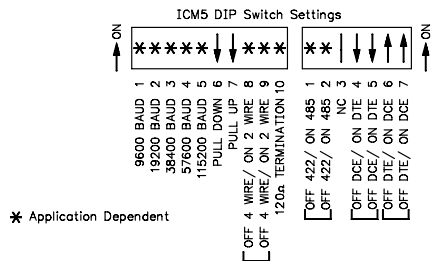 ICM5 DIP Switch Settings
ON
* * * * * * * *
* *
ON
9600 BAUD 1
19200 BAUD 2
38400 BAUD 3
57600 BAUD 4
115200 BAUD 5
PULL DOWN 6
PULL UP 7
OFF 4 WIRE/ ON 2 WIRE 8
OFF 4 WIRE/ ON 2 WIRE 9
120Ω TERMINATION 10
OFF 422/ ON 485 1
OFF 422/ ON 485 2
NC 3
OFF DCE/ ON DTE 4
OFF DCE/ ON DTE 5
OFF DTE/ ON DCE 6
OFF DTE/ ON DCE 7
* Application Dependent